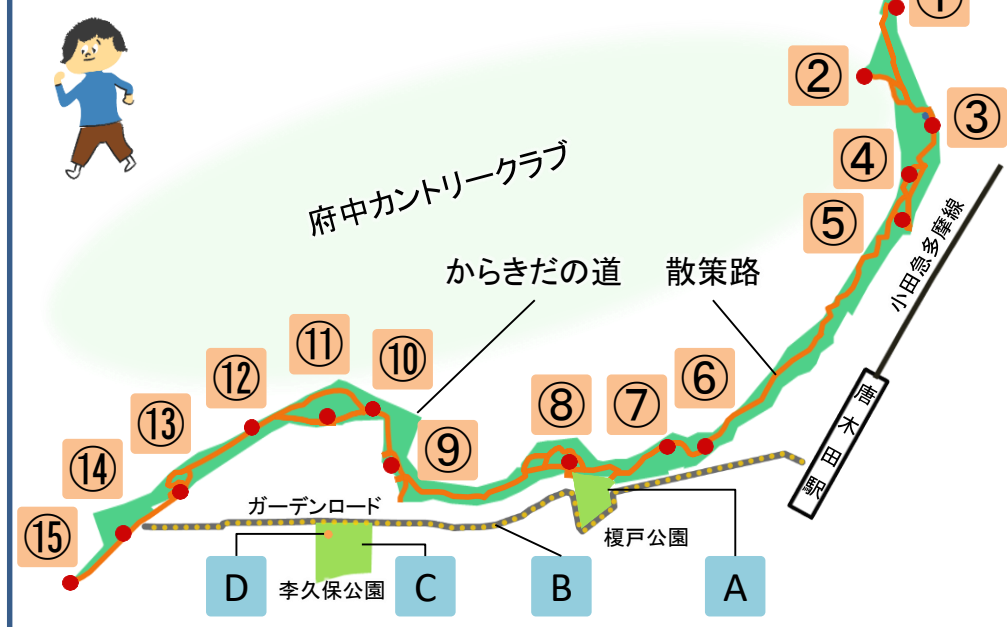 ①
②
③
④
⑤
小田急多摩線
府中カントリークラブ
からきだの道
散策路
⑪
⑩
⑫
⑥
⑧
⑦
唐木田駅
⑬
⑨
⑭
ガーデンロード
⑮
榎戸公園
D
李久保公園
C
B
A